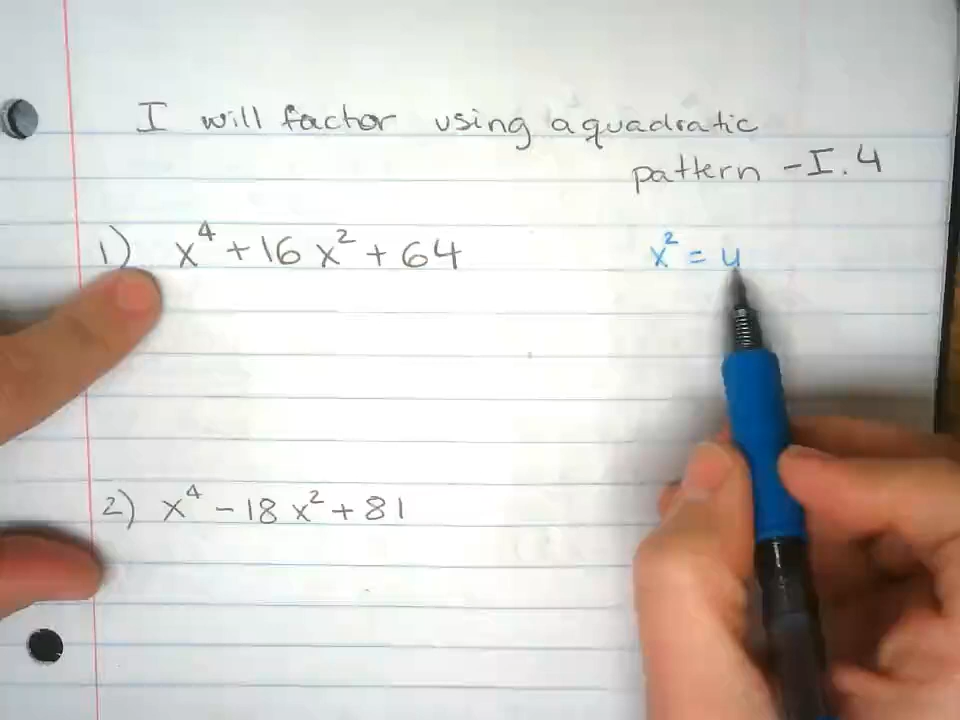 I will factor using a quadratic
pattern - I.4
1) x⁴ + 16x² + 64
x² = u
2) x⁴ - 18x² + 81